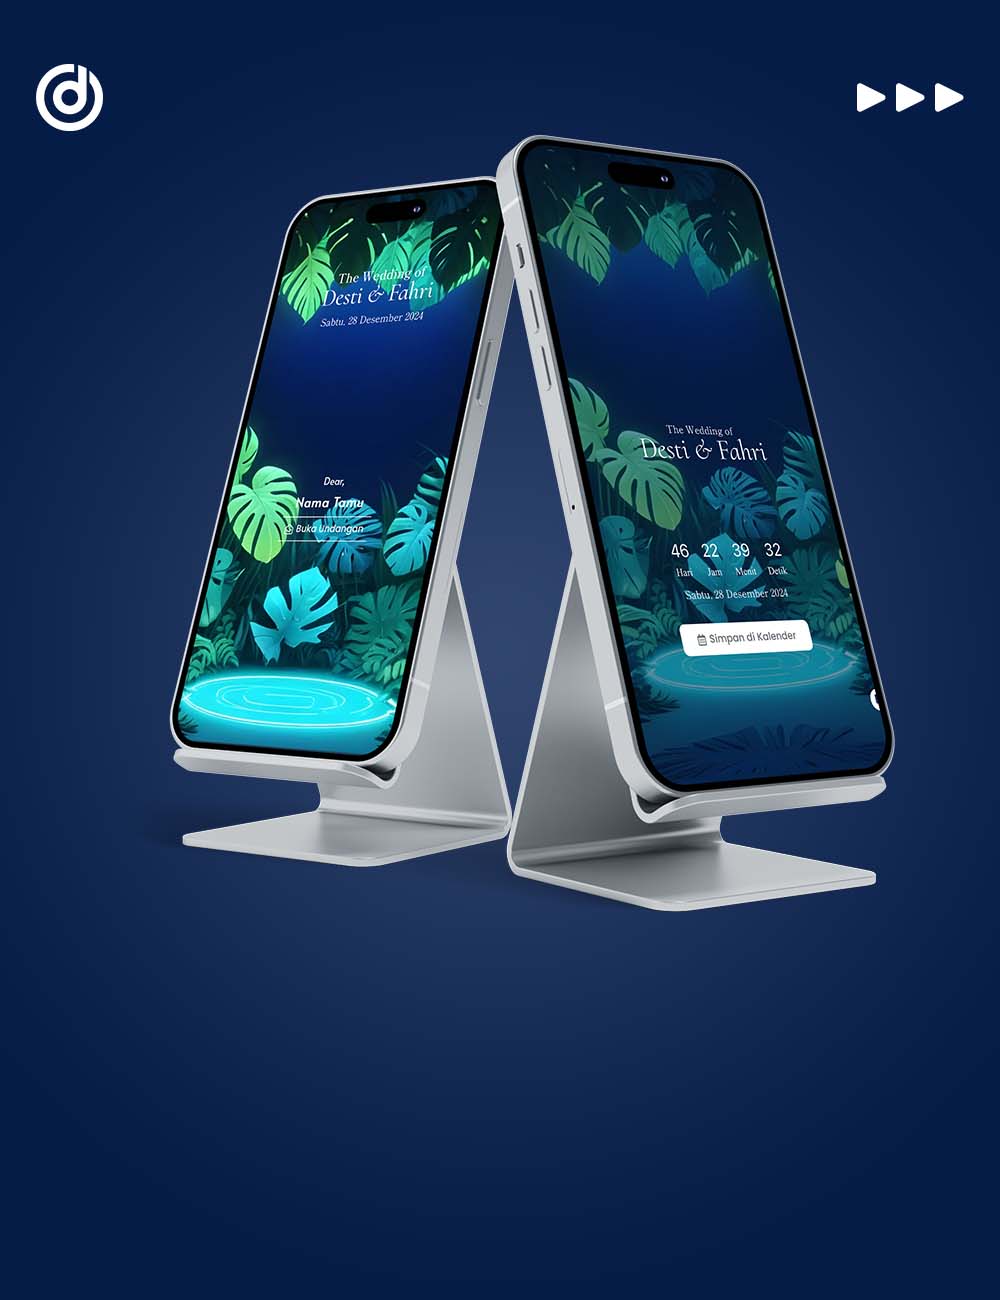 The Wedding of
Desti & Fahri
Sabtu, 28 Desember 2024
Dear,
Nama Tamu
Buka Undangan
The Wedding of
Desti & Fahri
46 22 39 32
Hari Jam Menit Detik
Sabtu, 28 Desember 2024
Simpan di Kalender